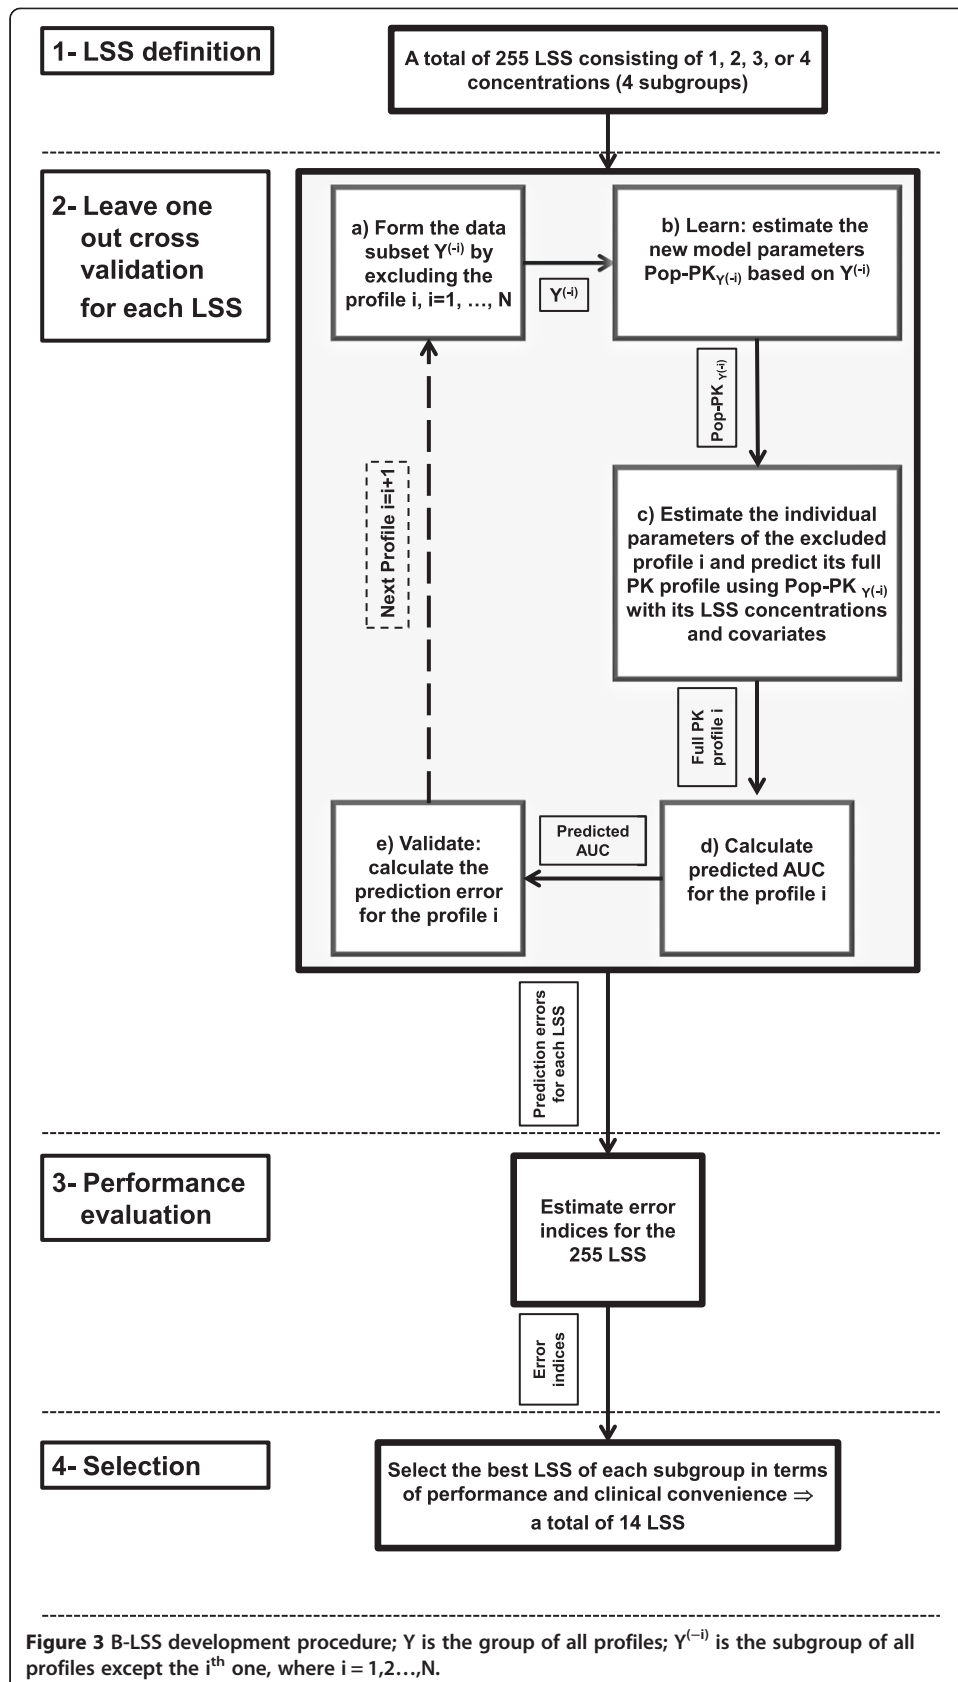 1- LSS definition
A total of 255 LSS consisting of 1, 2, 3, or 4
concentrations (4 subgroups)
2- Leave one
out cross
validation
for each LSS
a) Form the data
subset Y(-i) by
excluding the
profile i, i=1, …, N
Y(-i)
b) Learn: estimate the
new model parameters
Pop-PKY(-i) based on Y(-i)
Pop-PK Y(-i)
c) Estimate the individual
parameters of the excluded
profile i and predict its full
PK profile using Pop-PK Y(-i)
with its LSS concentrations
and covariates
Full PK
profile i
d) Calculate
predicted AUC
for the profile i
Predicted
AUC
e) Validate:
calculate the
prediction error
for the profile i
Next Profile i=i+1
Prediction errors
for each LSS
3- Performance
evaluation
Estimate error
indices for the
255 LSS
Error
indices
4- Selection
Select the best LSS of each subgroup in terms
of performance and clinical convenience ⇒
a total of 14 LSS
Figure 3 B-LSS development procedure; Y is the group of all profiles; Y(−i) is the subgroup of all
profiles except the ith one, where i = 1,2…,N.